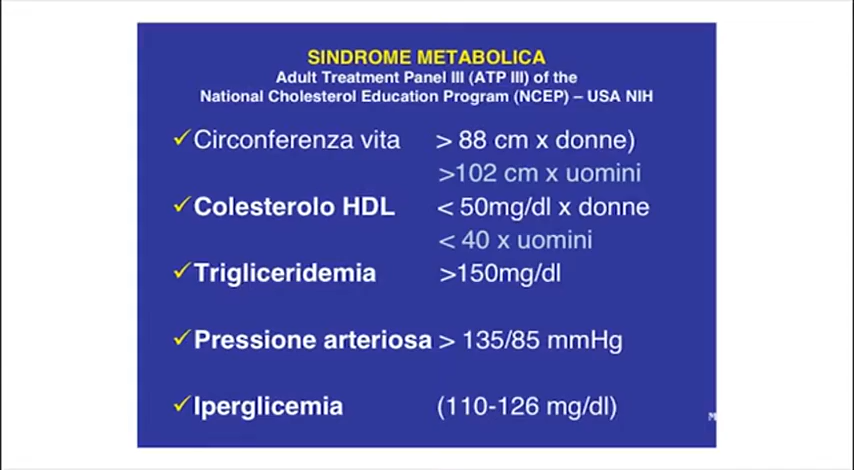 SINDROME METABOLICA
Adult Treatment Panel III (ATP III) of the
National Cholesterol Education Program (NCEP) – USA NIH
✓Circonferenza vita > 88 cm x donne)
>102 cm x uomini
✓Colesterolo HDL < 50mg/dl x donne
< 40 x uomini
✓Trigliceridemia >150mg/dl
✓Pressione arteriosa > 135/85 mmHg
✓Iperglicemia (110-126 mg/dl)